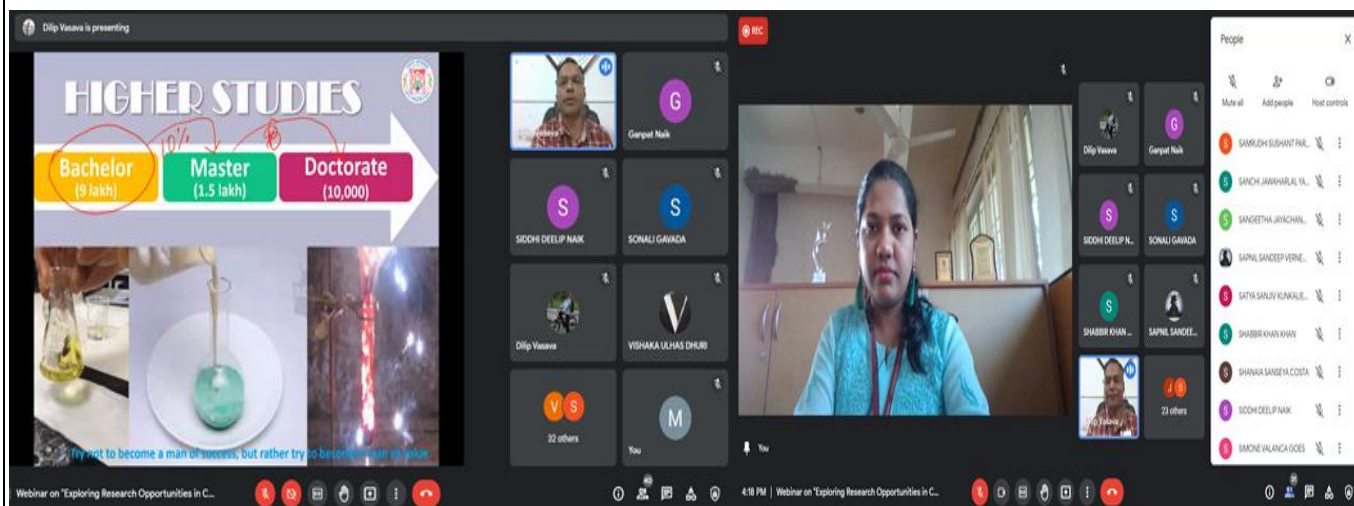 Dilip Vasava is presenting
HIGHER STUDIES
10%
Bachelor
(9 lakh)
Master
(1.5 lakh)
Doctorate
(10,000)
Try not to become a man of success, but rather try to become a man of value
G
Ganpat Naik
S
SIDDHI DEELIP NAIK
S
SONALI GAVADA
Dilip Vasava
V
VISHAKA ULHAS DHURI
V S
32 others
M
You
Webinar on "Exploring Research Opportunities in C...
REC
You
Dilip Vasava
G
Ganpat Naik
S
SIDDHI DEELIP N...
S
SONALI GAVADA
S
SHABBIR KHAN ...
SAPNIL SANDEE...
Dilip Vasava
J S
23 others
4:18 PM | Webinar on "Exploring Research Opportunities in C...
People
Mute all
Add people
Host controls
S
SAMRUDHI SUSHANT PAR...
S
SANCHI JAWAHARLAL YA...
S
SANGEETHA JAYACHAN...
SAPNIL SANDEEP VERNE...
S
SATYA SANJIV KUNKALIE...
S
SHABBIR KHAN KHAN
S
SHANAIA SANSEYA COSTA
S
SIDDHI DEELIP NAIK
S
SIMONE VALANCA GOES